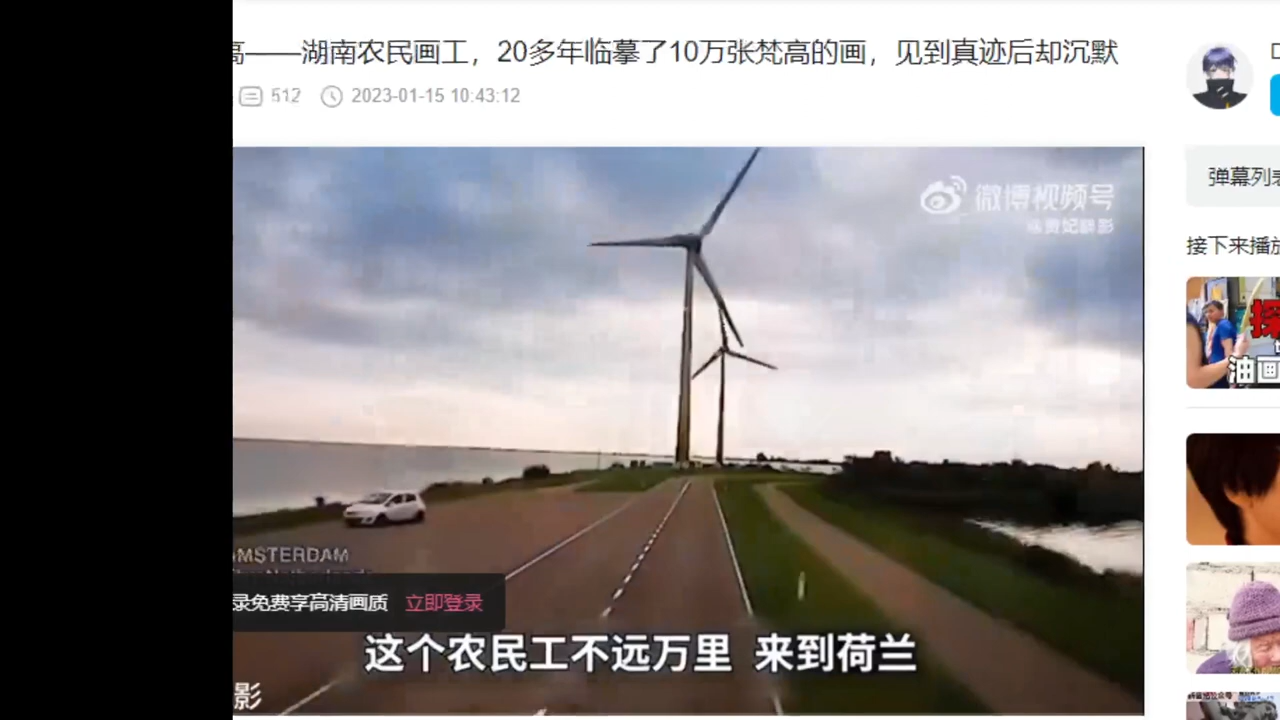 高——湖南农民画工，20多年临摹了10万张梵高的画，见到真迹后却沉默
512 2023-01-15 10:43:12
微博视频号
弹幕列表
接下来播放
探
油画
MSTERDAM
录免费享高清画质 立即登录
这个农民工不远万里 来到荷兰
影